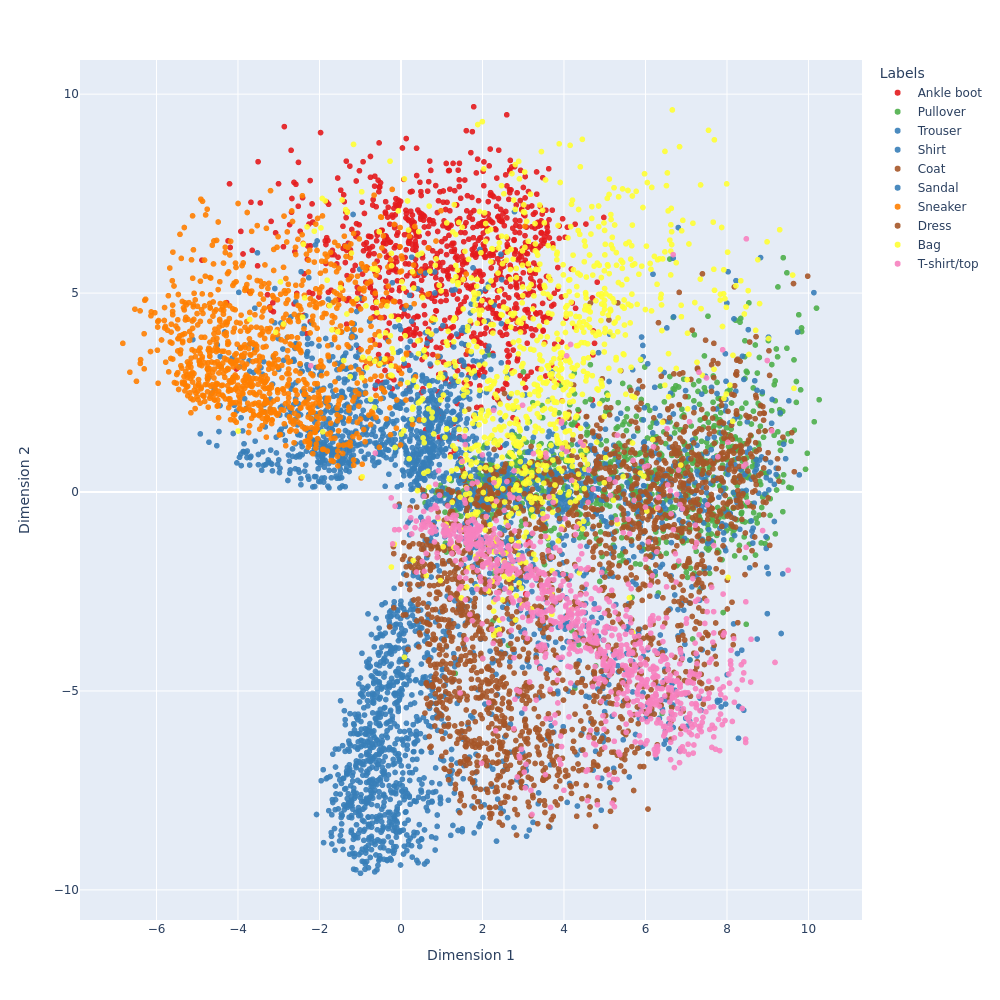 Labels
Ankle boot
Pullover
Trouser
Shirt
Coat
Sandal
Sneaker
Dress
Bag
T-shirt/top
10
5
0
−5
−10
Dimension 2
−6 −4 −2 0 2 4 6 8 10
Dimension 1